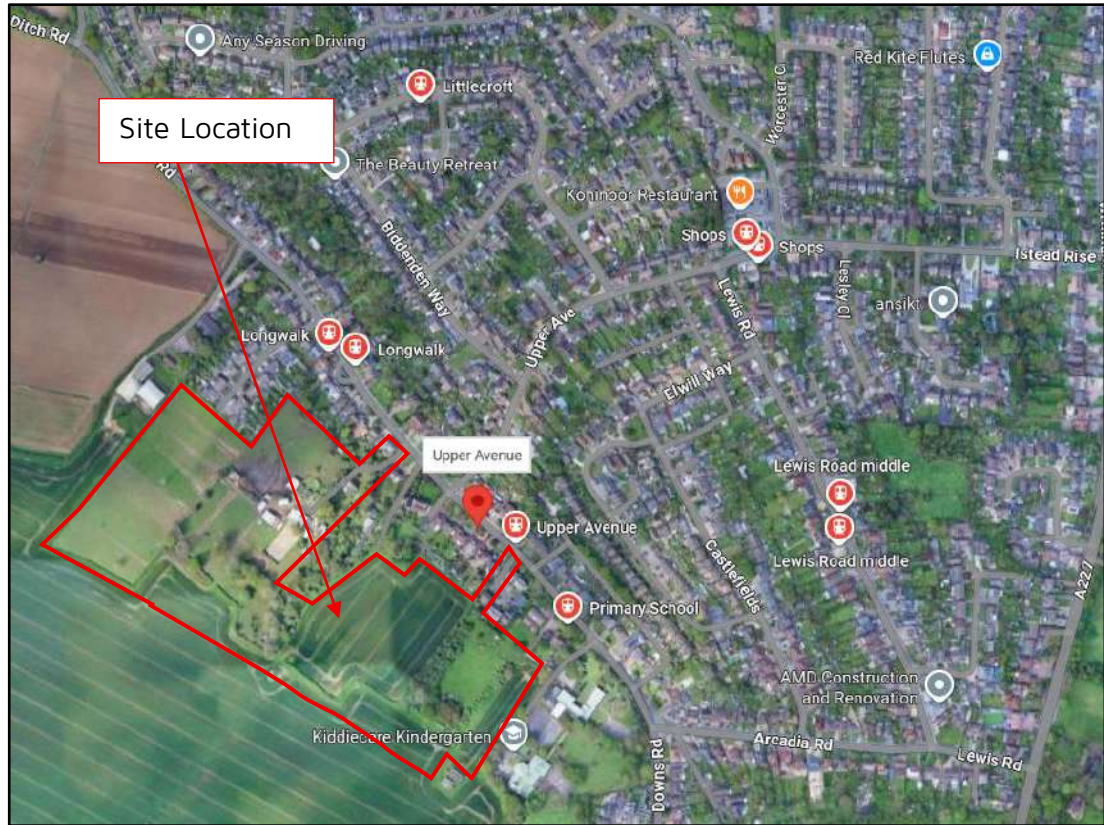 Ditch Rd
Any Season Driving
Red Kite Flutes
Littlecroft
Worcester C
Site Location
Rd
The Beauty Retreat
Kohinoor Restaurant
Biddenden Way
Shops
Shops
Istead Rise
Upper Ave
Lewis Rd
Lesley Cl
ansikt
Longwalk
Longwalk
Elwill Way
Upper Avenue
Lewis Road middle
Upper Avenue
Castlefields
Lewis Road middle
A227
Primary School
AMD Construction
and Renovation
Kiddiecare Kindergarten
Arcadia Rd
Lewis Rd
Downs Rd